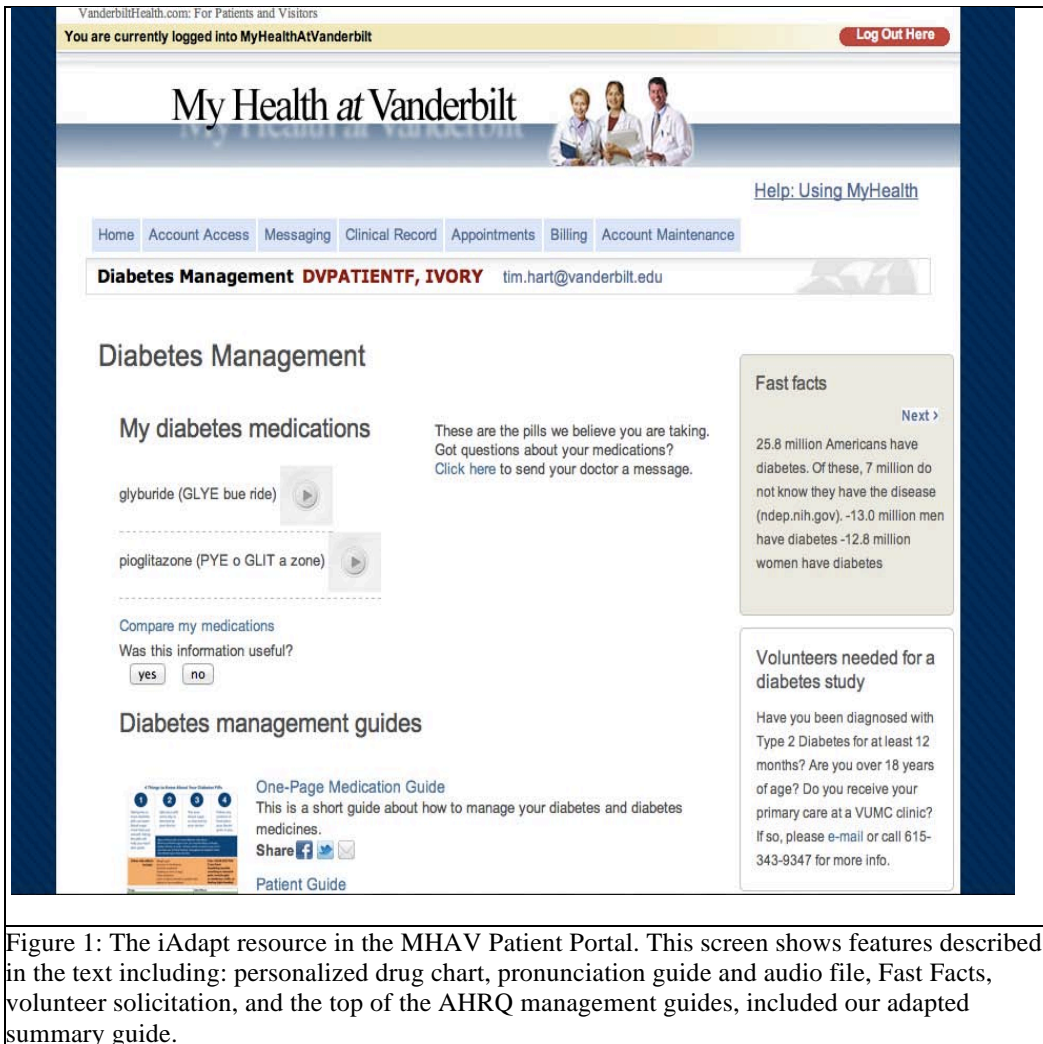 VanderbiltHealth.com: For Patients and Visitors
You are currently logged into MyHealthAtVanderbilt
Log Out Here
My Health at Vanderbilt
Help: Using MyHealth
Home Account Access Messaging Clinical Record Appointments Billing Account Maintenance
Diabetes Management DVPATIENTF, IVORY tim.hart@vanderbilt.edu
Diabetes Management
My diabetes medications
These are the pills we believe you are taking.
Got questions about your medications?
Click here to send your doctor a message.
glyburide (GLYE bue ride)
pioglitazone (PYE o GLIT a zone)
Compare my medications
Was this information useful?
yes no
Diabetes management guides
4 Things to Know About Your Diabetes Pills
1 2 3 4
One-Page Medication Guide
This is a short guide about how to manage your diabetes and diabetes
medicines.
Share
Patient Guide
Fast facts
Next >
25.8 million Americans have
diabetes. Of these, 7 million do
not know they have the disease
(ndep.nih.gov). -13.0 million men
have diabetes -12.8 million
women have diabetes
Volunteers needed for a
diabetes study
Have you been diagnosed with
Type 2 Diabetes for at least 12
months? Are you over 18 years
of age? Do you receive your
primary care at a VUMC clinic?
If so, please e-mail or call 615-
343-9347 for more info.
Figure 1: The iAdapt resource in the MHAV Patient Portal. This screen shows features described
in the text including: personalized drug chart, pronunciation guide and audio file, Fast Facts,
volunteer solicitation, and the top of the AHRQ management guides, included our adapted
summary guide.